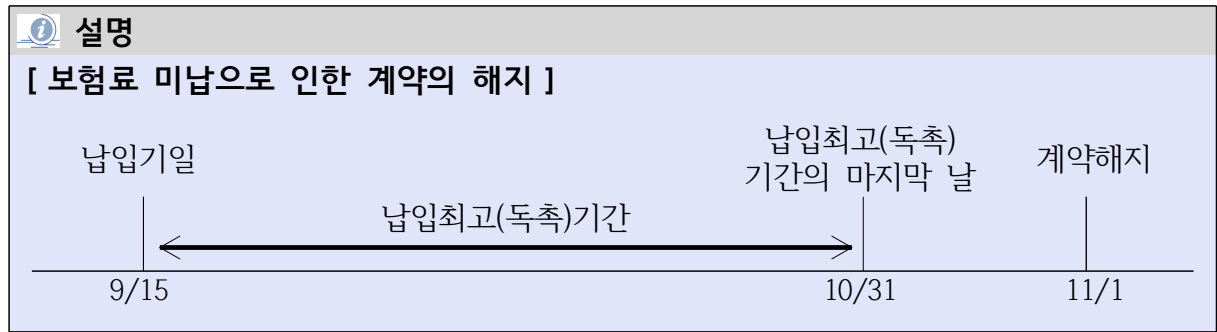 설명
[ 보험료 미납으로 인한 계약의 해지 ]
납입기일
납입최고(독촉)
기간의 마지막 날
계약해지
납입최고(독촉)기간
9/15
10/31
11/1